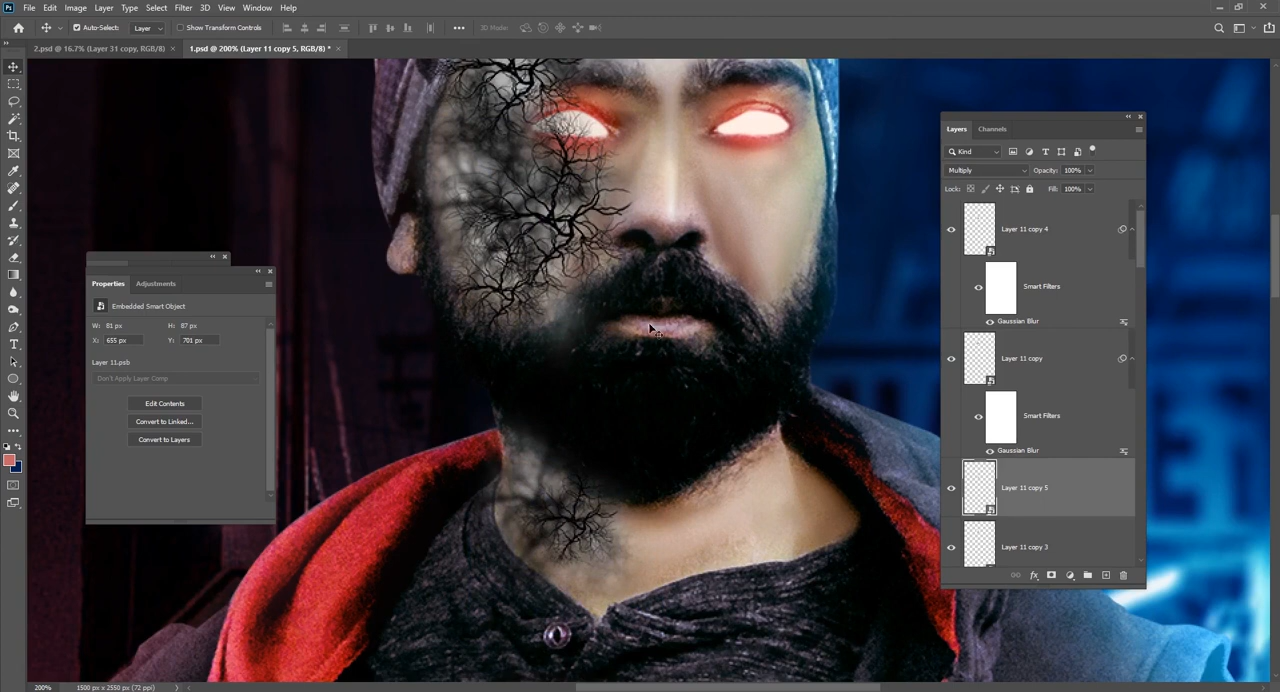 Ps File Edit Image Layer Type Select Filter 3D View Window Help
Auto-Select: Layer Show Transform Controls 3D Mode:
2.psd @ 16.7% (Layer 31 copy, RGB/8) × 1.psd @ 200% (Layer 11 copy 5, RGB/8) * ×
Properties Adjustments
Embedded Smart Object
W: 81 px H: 87 px
X: 655 px Y: 701 px
Layer 11.psb
Don't Apply Layer Comp
Edit Contents
Convert to Linked...
Convert to Layers
Layers Channels
Kind
Multiply Opacity: 100%
Lock: Fill: 100%
Layer 11 copy 4
Smart Filters
Gaussian Blur
Layer 11 copy
Smart Filters
Gaussian Blur
Layer 11 copy 5
Layer 11 copy 3
fx
200% 1500 px x 2550 px (72 ppi)